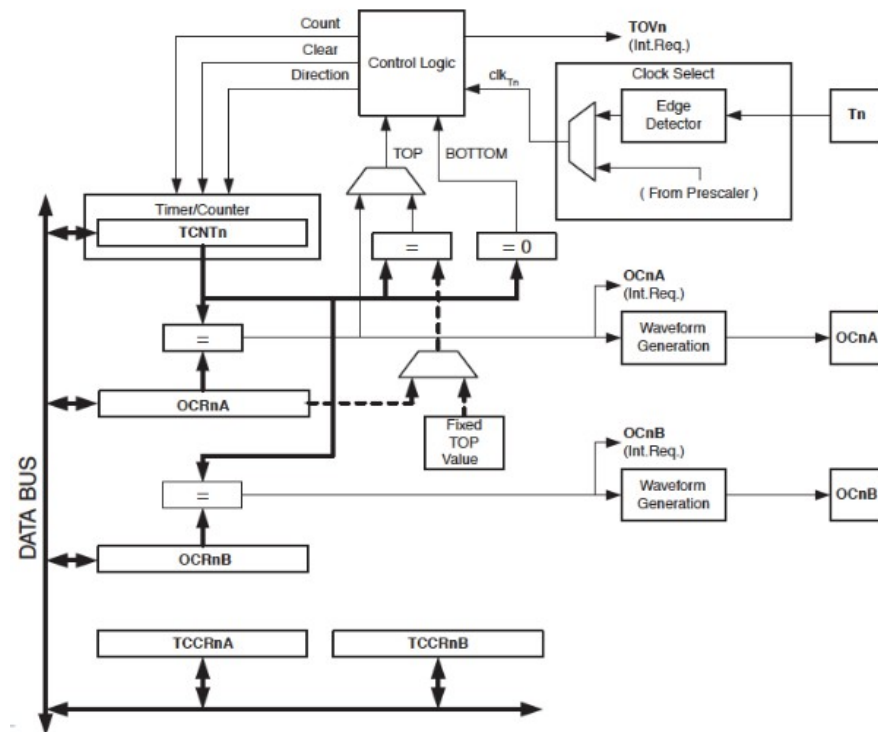 Count
Clear
Direction
Control Logic
TOVn
(Int.Req.)
clkTn
Clock Select
Edge
Detector
Tn
( From Prescaler )
TOP
BOTTOM
Timer/Counter
TCNTn
=
= 0
OCnA
(Int.Req.)
=
Waveform
Generation
OCnA
OCRnA
Fixed
TOP
Value
OCnB
(Int.Req.)
=
Waveform
Generation
OCnB
OCRnB
DATA BUS
TCCRnA
TCCRnB